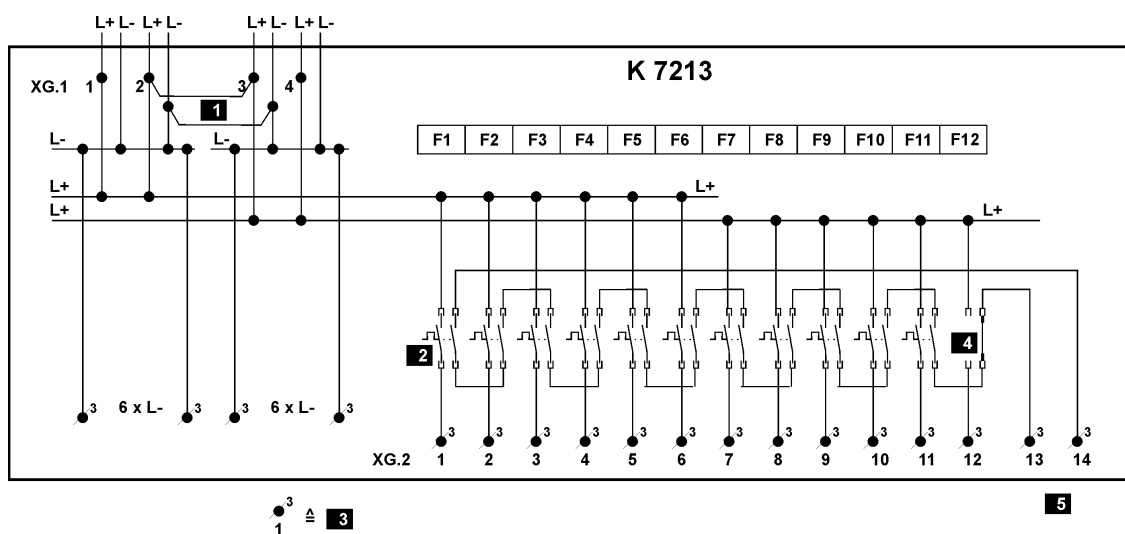 L+ L- L+ L- L+ L- L+ L-
K 7213
XG.1 1 2 3 4
1
L- L-
F1 F2 F3 F4 F5 F6 F7 F8 F9 F10 F11 F12
L+ L+
L+ L+
2 4
3 6 x L- 3 3 6 x L- 3
3 3 3 3 3 3 3 3 3 3 3 3 3 3
XG.2 1 2 3 4 5 6 7 8 9 10 11 12 13 14
3
1 ≙ 3
5